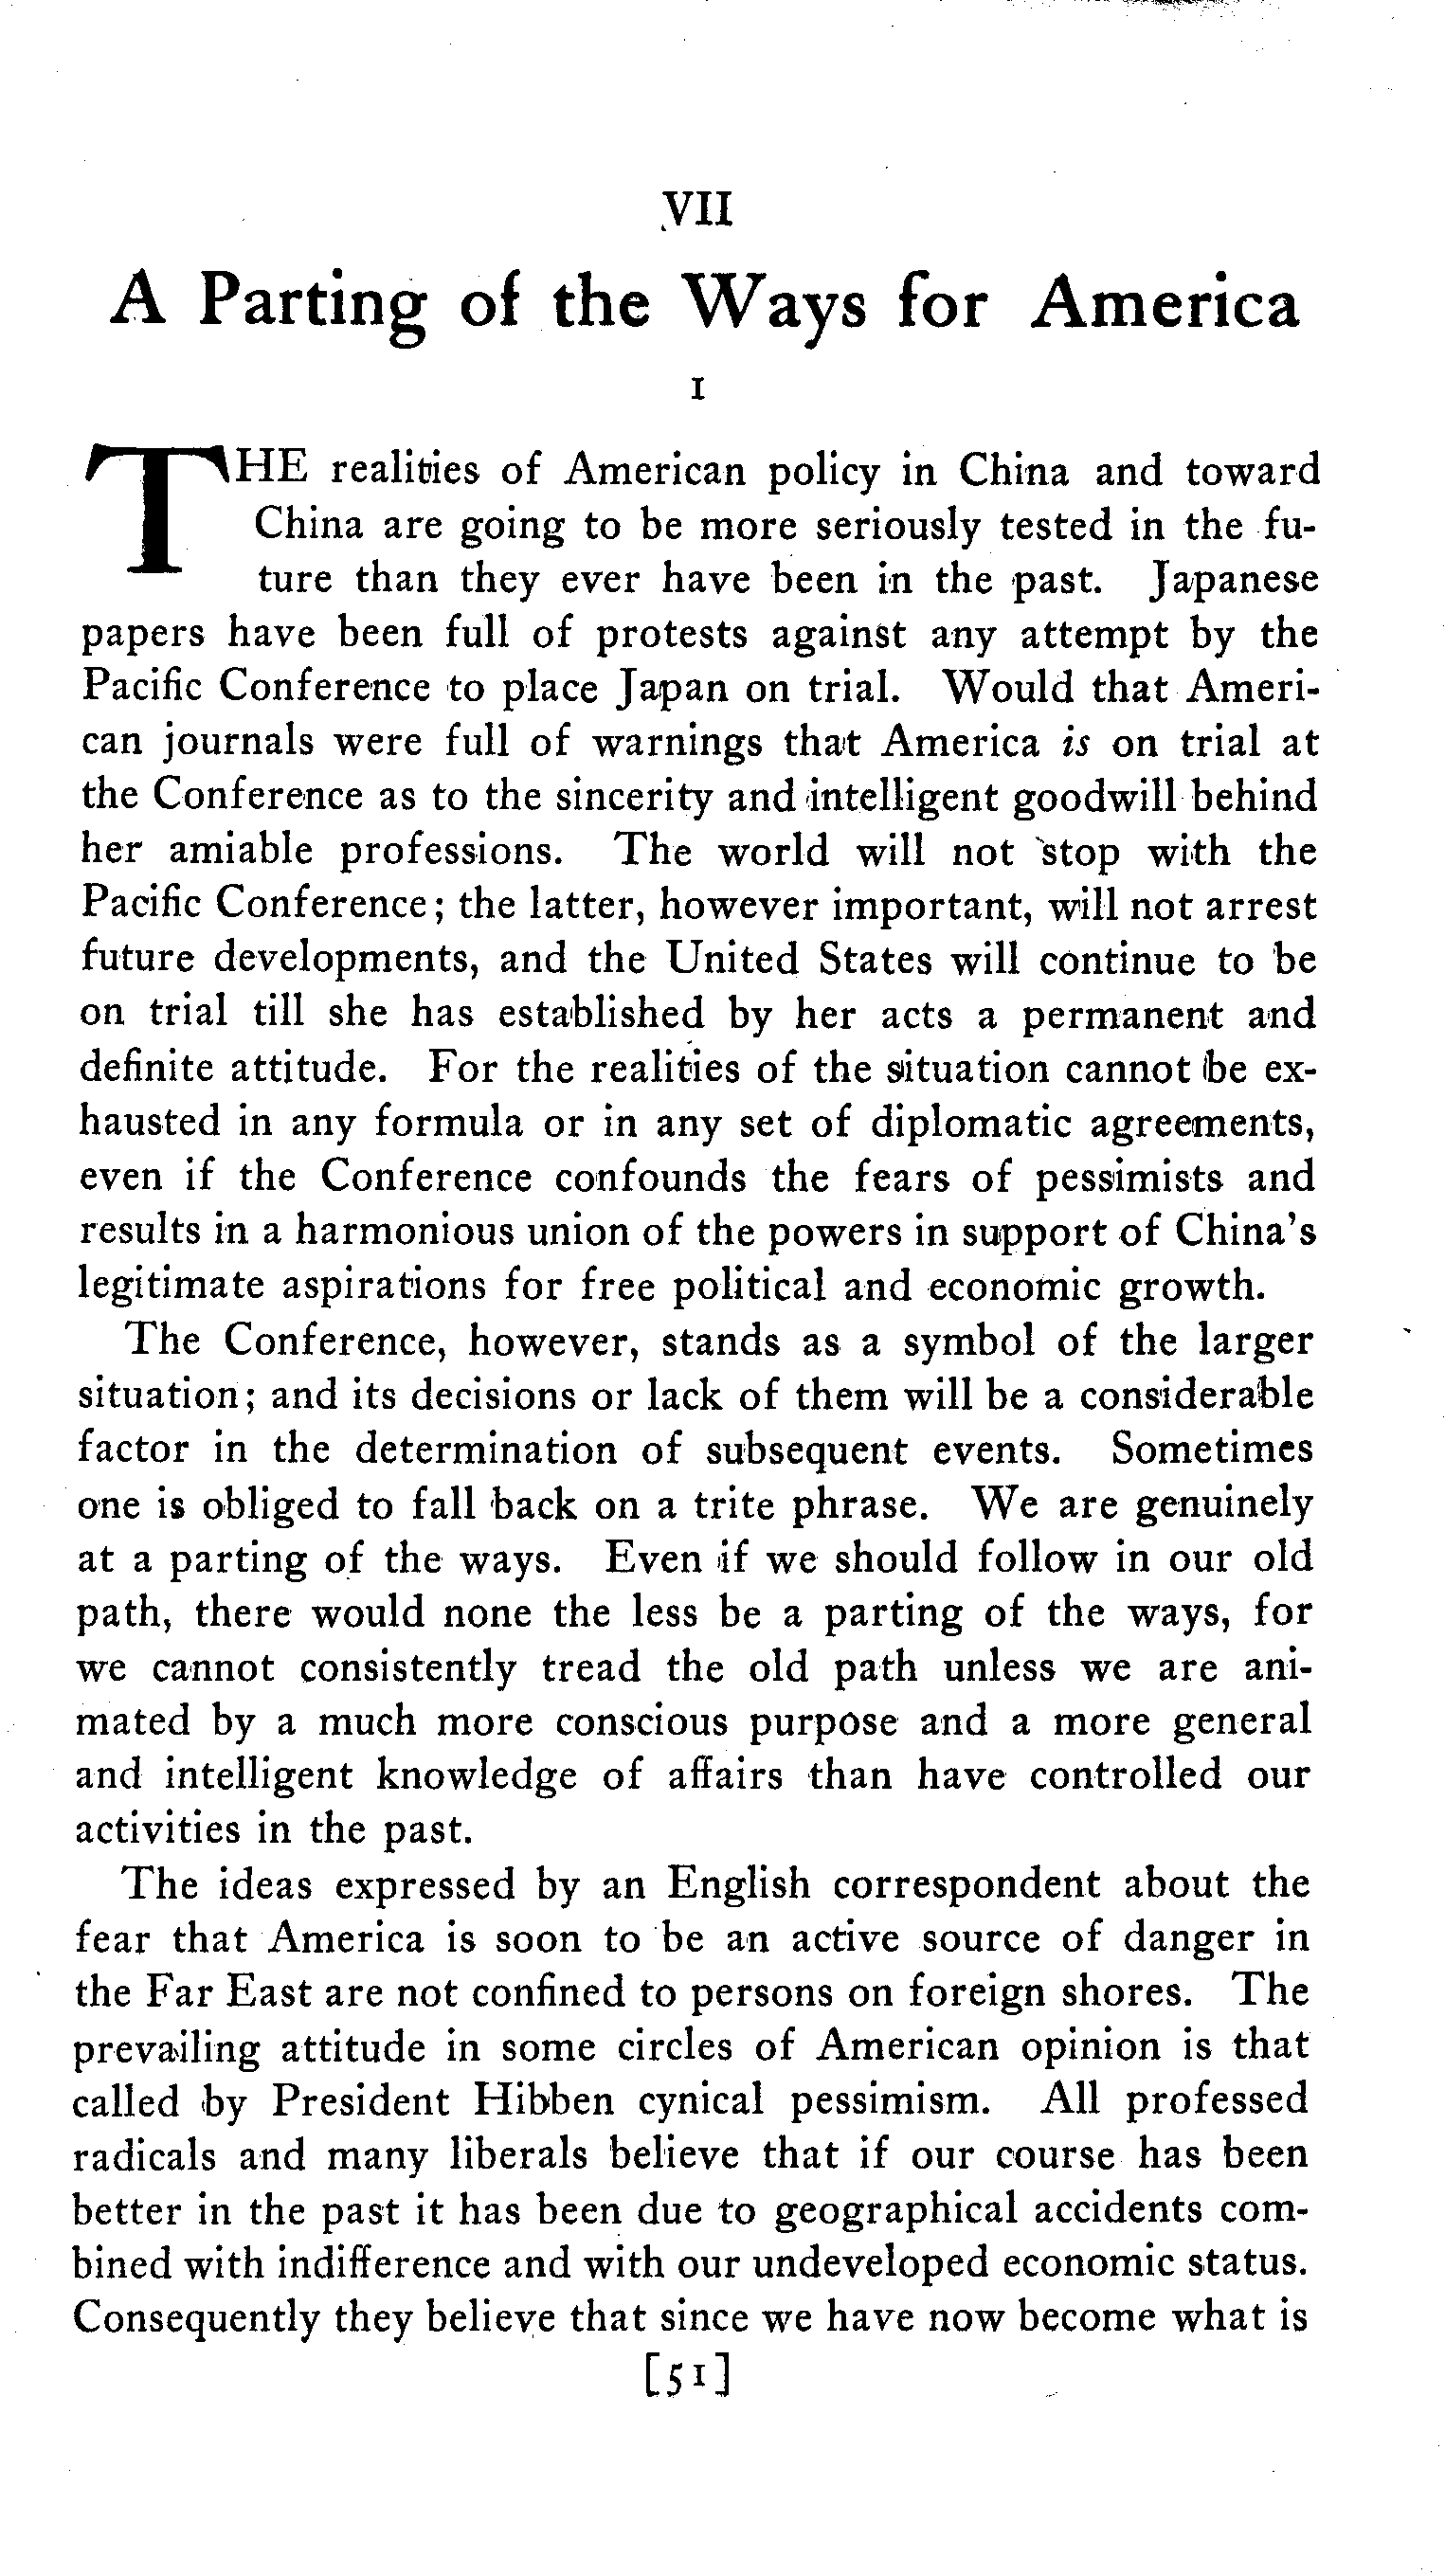 VII
A Parting of the Ways for America
I
THE realities of American policy in China and toward
China are going to be more seriously tested in the fu-
ture than they ever have been in the past. Japanese
papers have been full of protests against any attempt by the
Pacific Conference to place Japan on trial. Would that Ameri-
can journals were full of warnings that America is on trial at
the Conference as to the sincerity and intelligent goodwill behind
her amiable professions. The world will not stop with the
Pacific Conference; the latter, however important, will not arrest
future developments, and the United States will continue to be
on trial till she has established by her acts a permanent and
definite attitude. For the realities of the situation cannot be ex-
hausted in any formula or in any set of diplomatic agreements,
even if the Conference confounds the fears of pessimists and
results in a harmonious union of the powers in support of China's
legitimate aspirations for free political and economic growth.
The Conference, however, stands as a symbol of the larger
situation; and its decisions or lack of them will be a considerable
factor in the determination of subsequent events. Sometimes
one is obliged to fall back on a trite phrase. We are genuinely
at a parting of the ways. Even if we should follow in our old
path, there would none the less be a parting of the ways, for
we cannot consistently tread the old path unless we are ani-
mated by a much more conscious purpose and a more general
and intelligent knowledge of affairs than have controlled our
activities in the past.
The ideas expressed by an English correspondent about the
fear that America is soon to be an active source of danger in
the Far East are not confined to persons on foreign shores. The
prevailing attitude in some circles of American opinion is that
called by President Hibben cynical pessimism. All professed
radicals and many liberals believe that if our course has been
better in the past it has been due to geographical accidents com-
bined with indifference and with our undeveloped economic status.
Consequently they believe that since we have now become what is
[51]